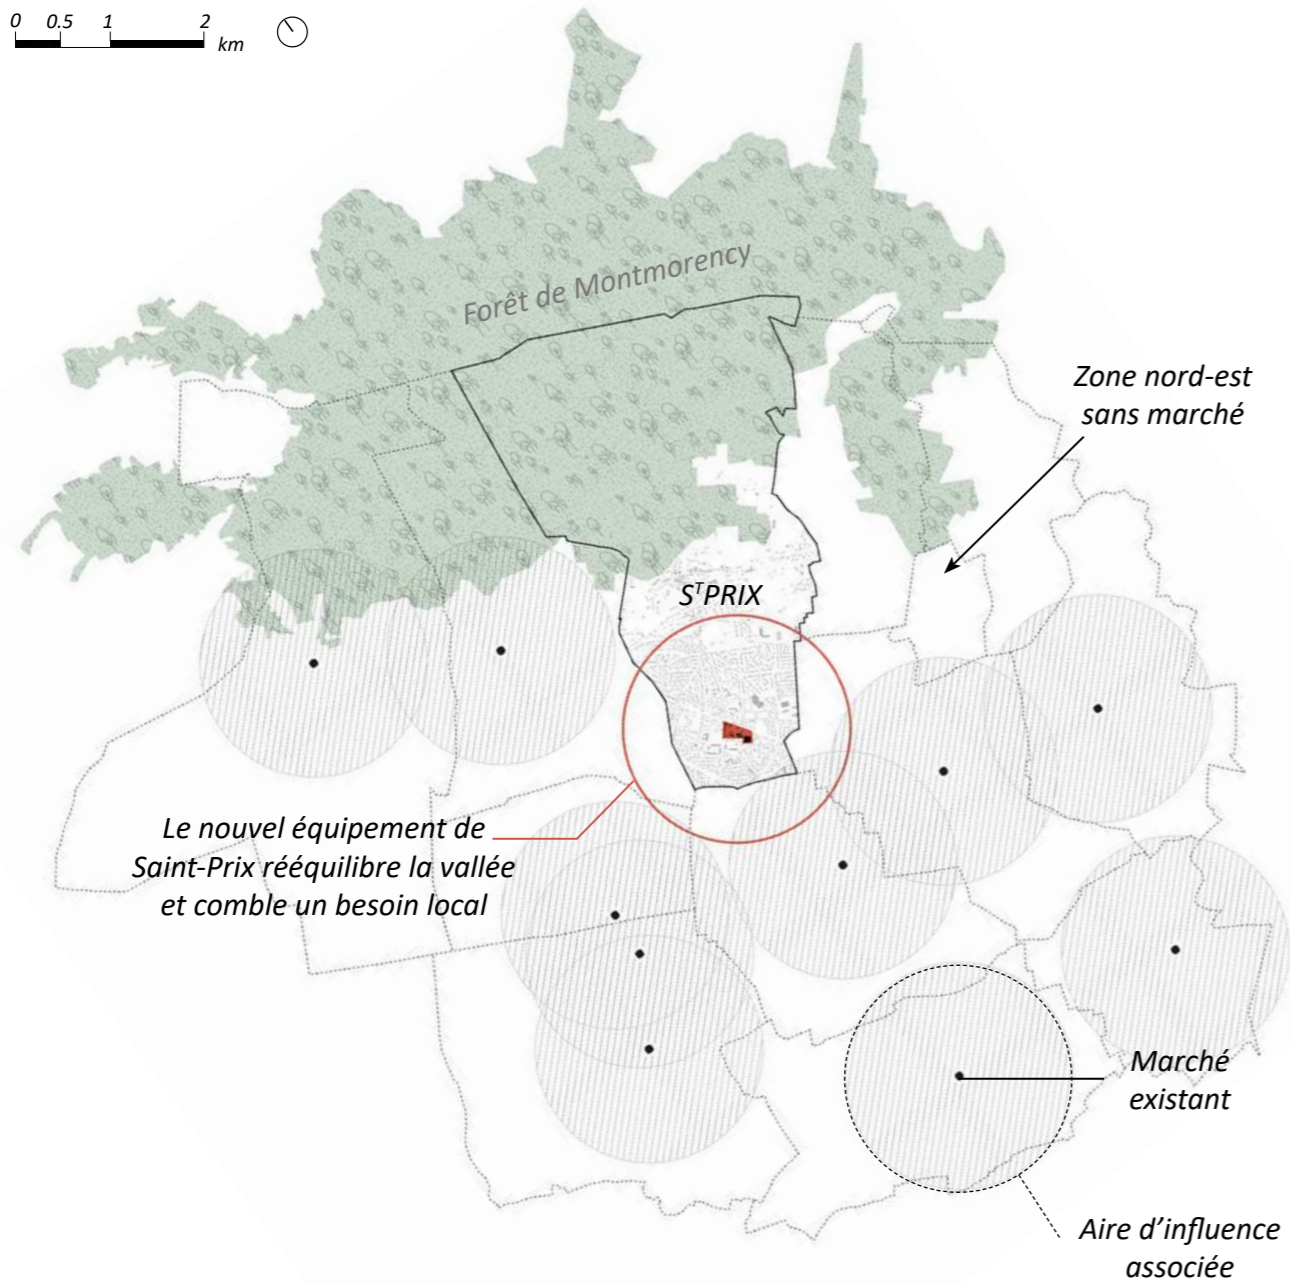 0 0.5 1 2
km
Forêt de Montmorency
Zone nord-est
sans marché
SᵀPRIX
Le nouvel équipement de
Saint-Prix rééquilibre la vallée
et comble un besoin local
Marché
existant
Aire d’influence
associée